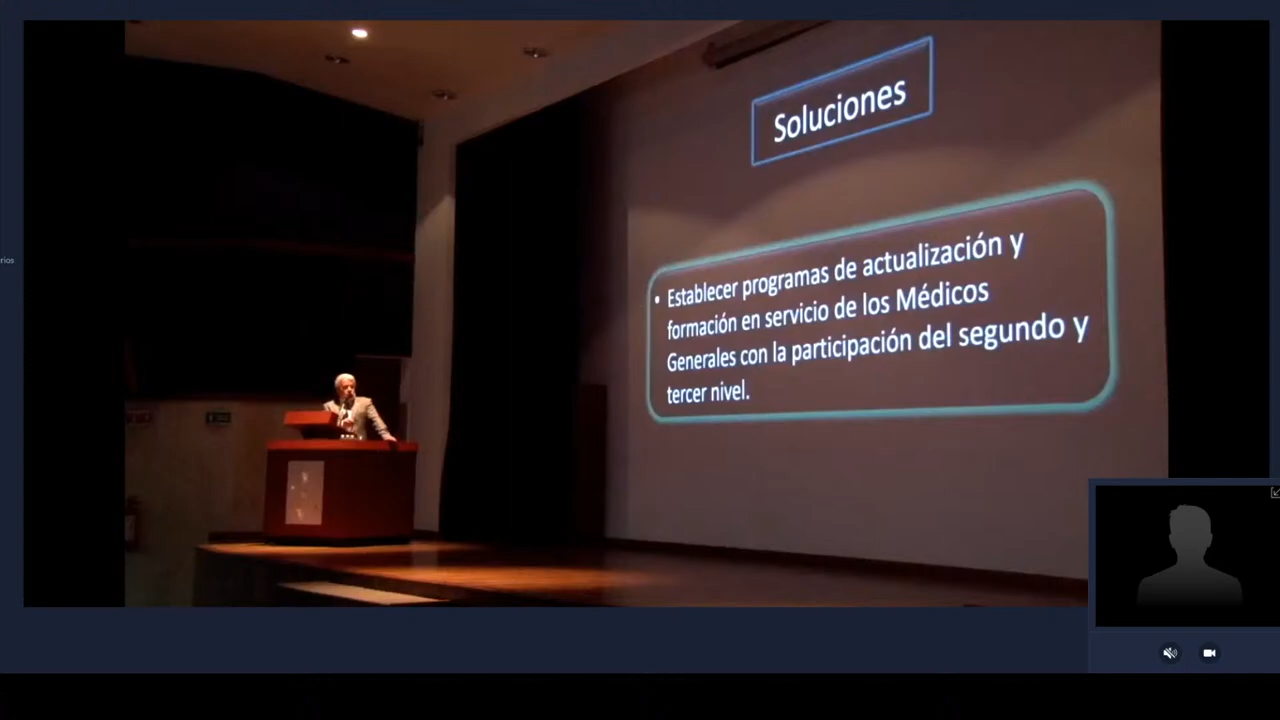 Soluciones
• Establecer programas de actualización y
formación en servicio de los Médicos
Generales con la participación del segundo y
tercer nivel.
rios